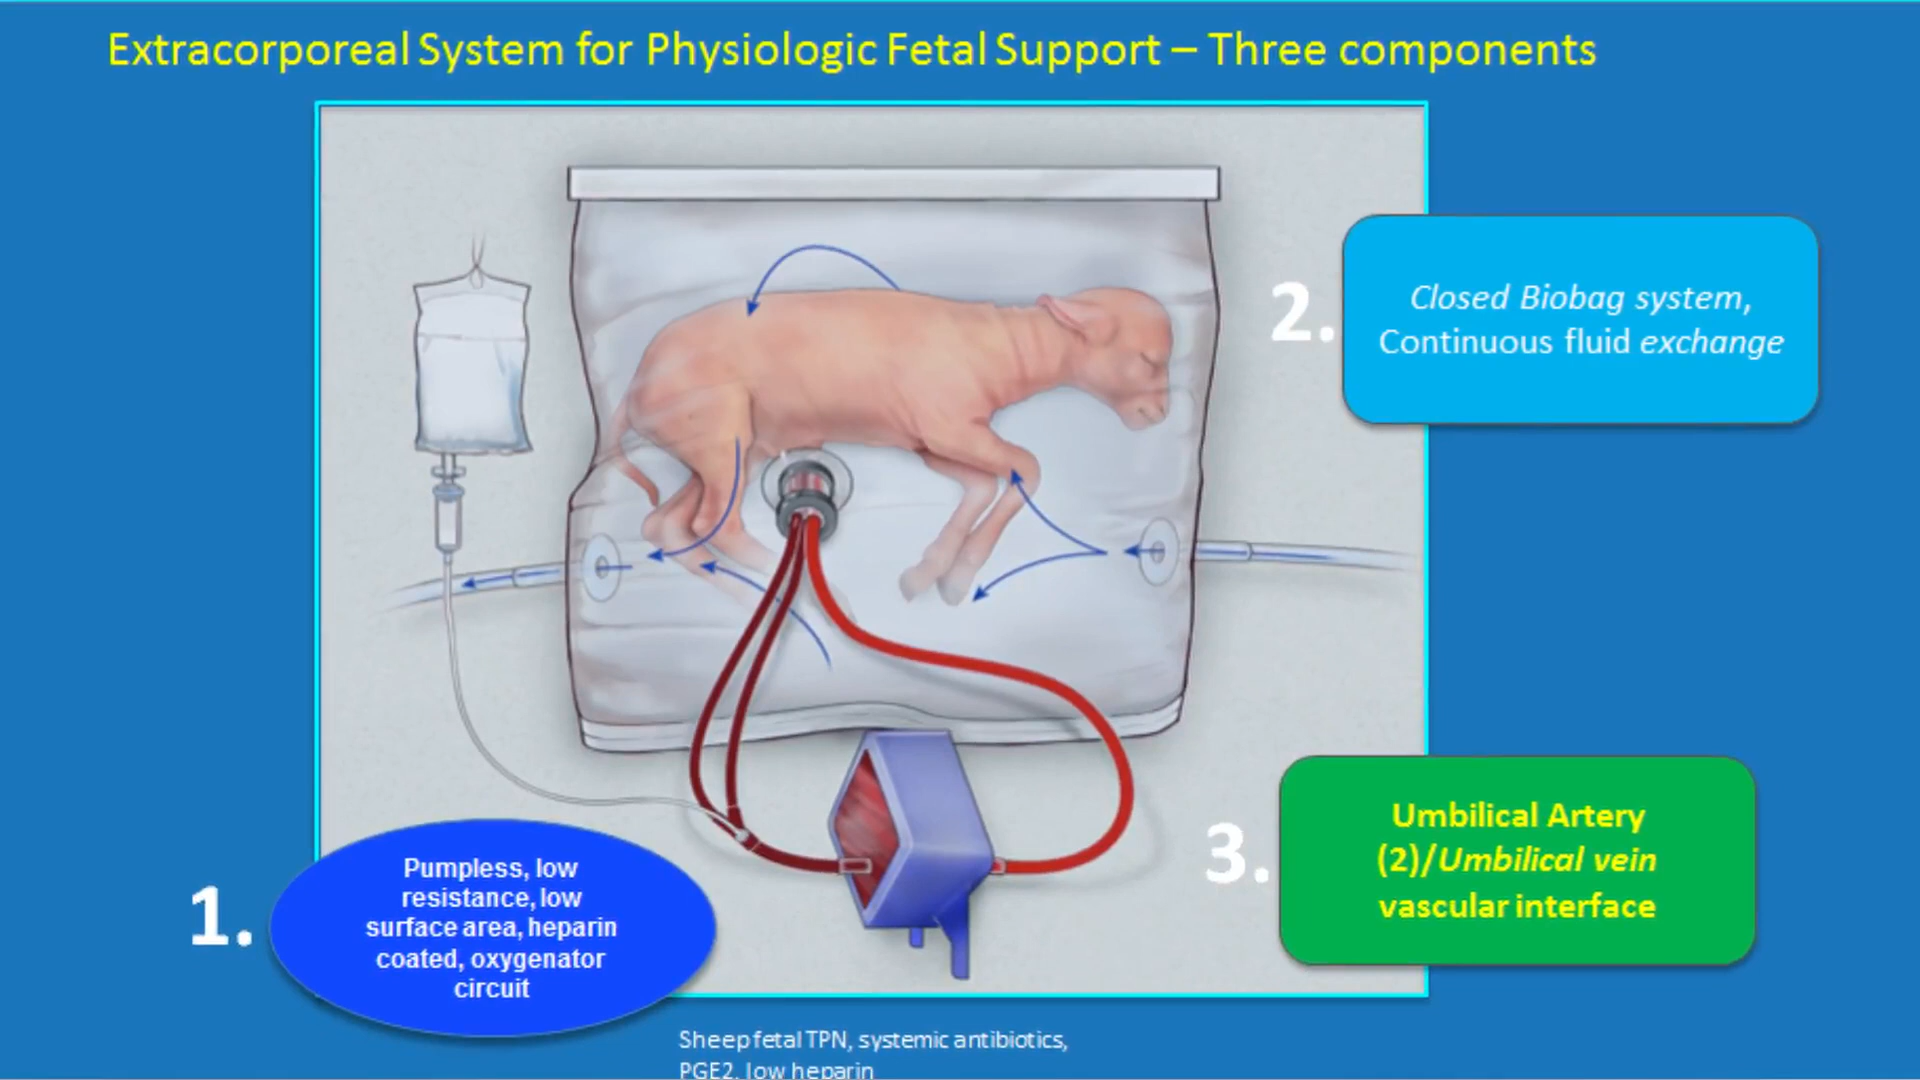 Extracorporeal System for Physiologic Fetal Support – Three components
2.
Closed Biobag system,
Continuous fluid exchange
3.
Umbilical Artery
(2)/Umbilical vein
vascular interface
1.
Pumpless, low
resistance, low
surface area, heparin
coated, oxygenator
circuit
Sheep fetal TPN, systemic antibiotics,
PGE2, low heparin